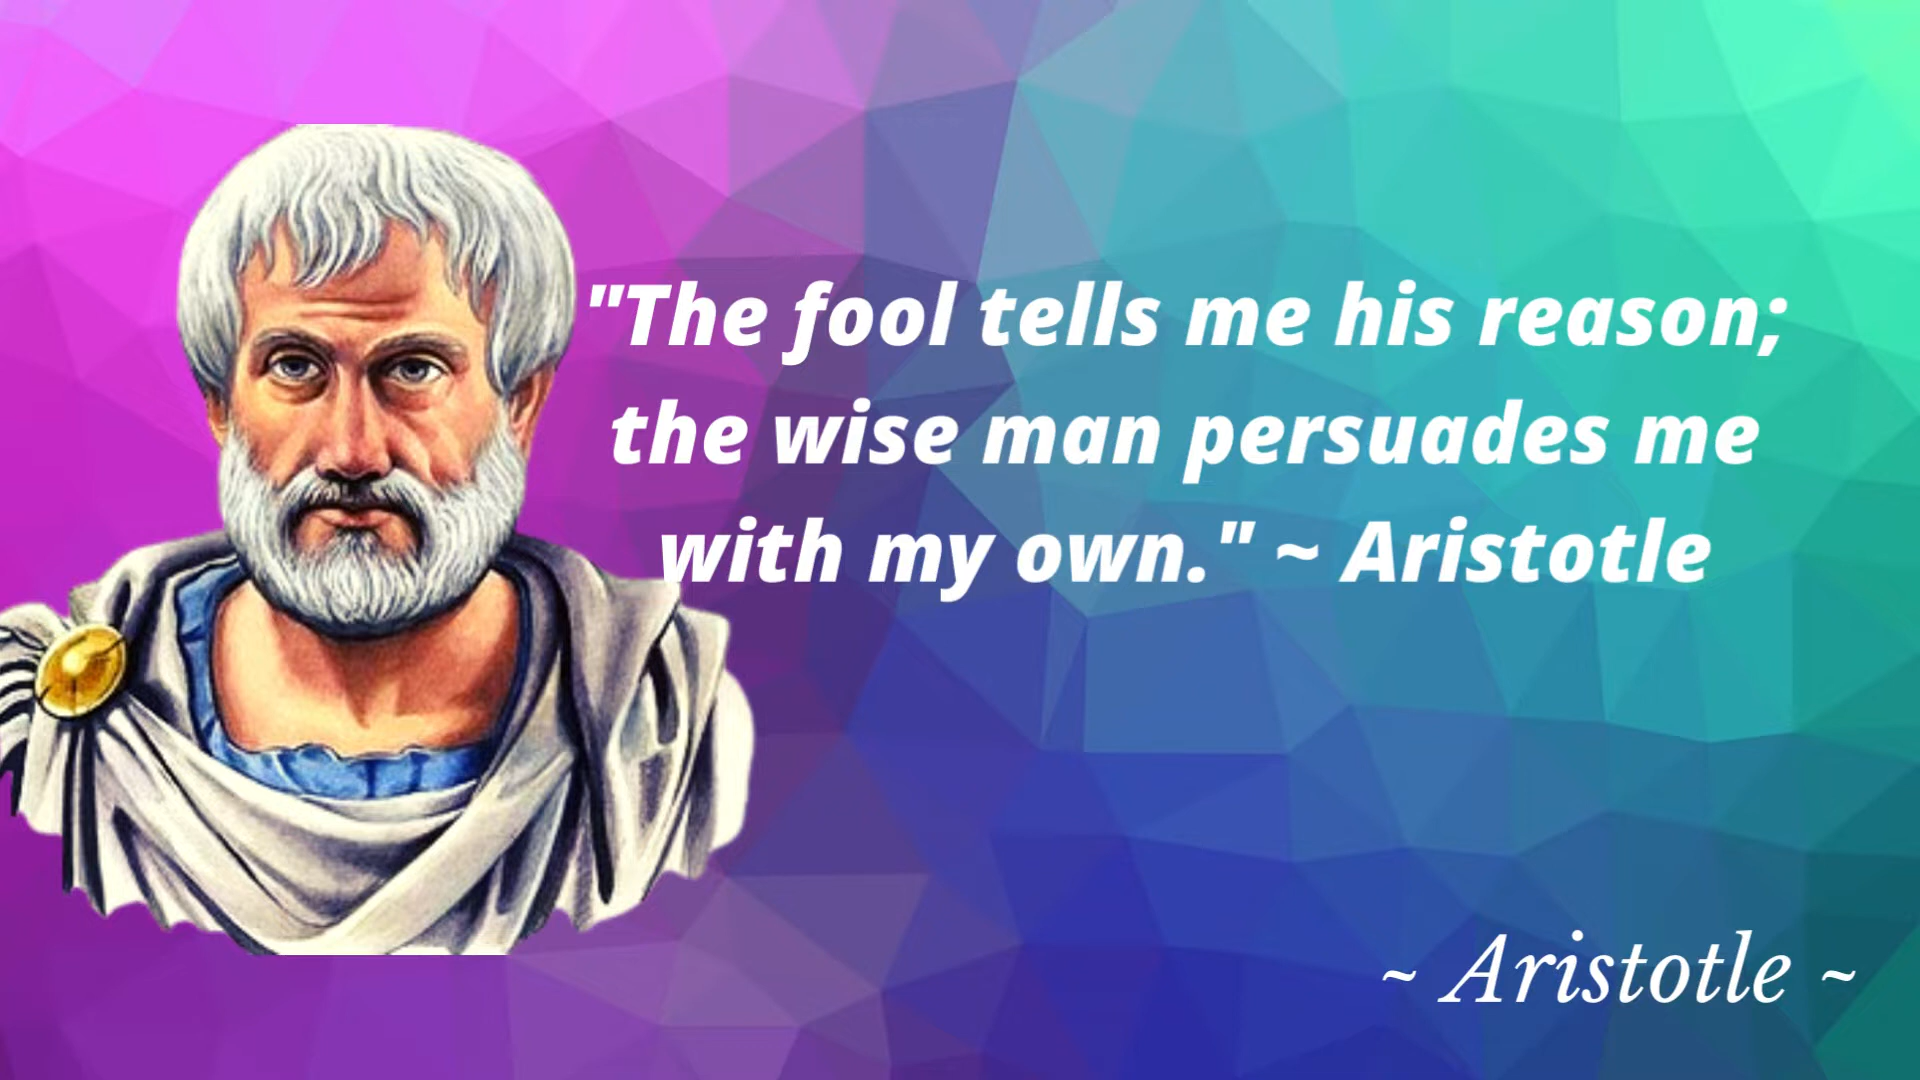 "The fool tells me his reason;
the wise man persuades me
with my own." ~ Aristotle
~ Aristotle ~